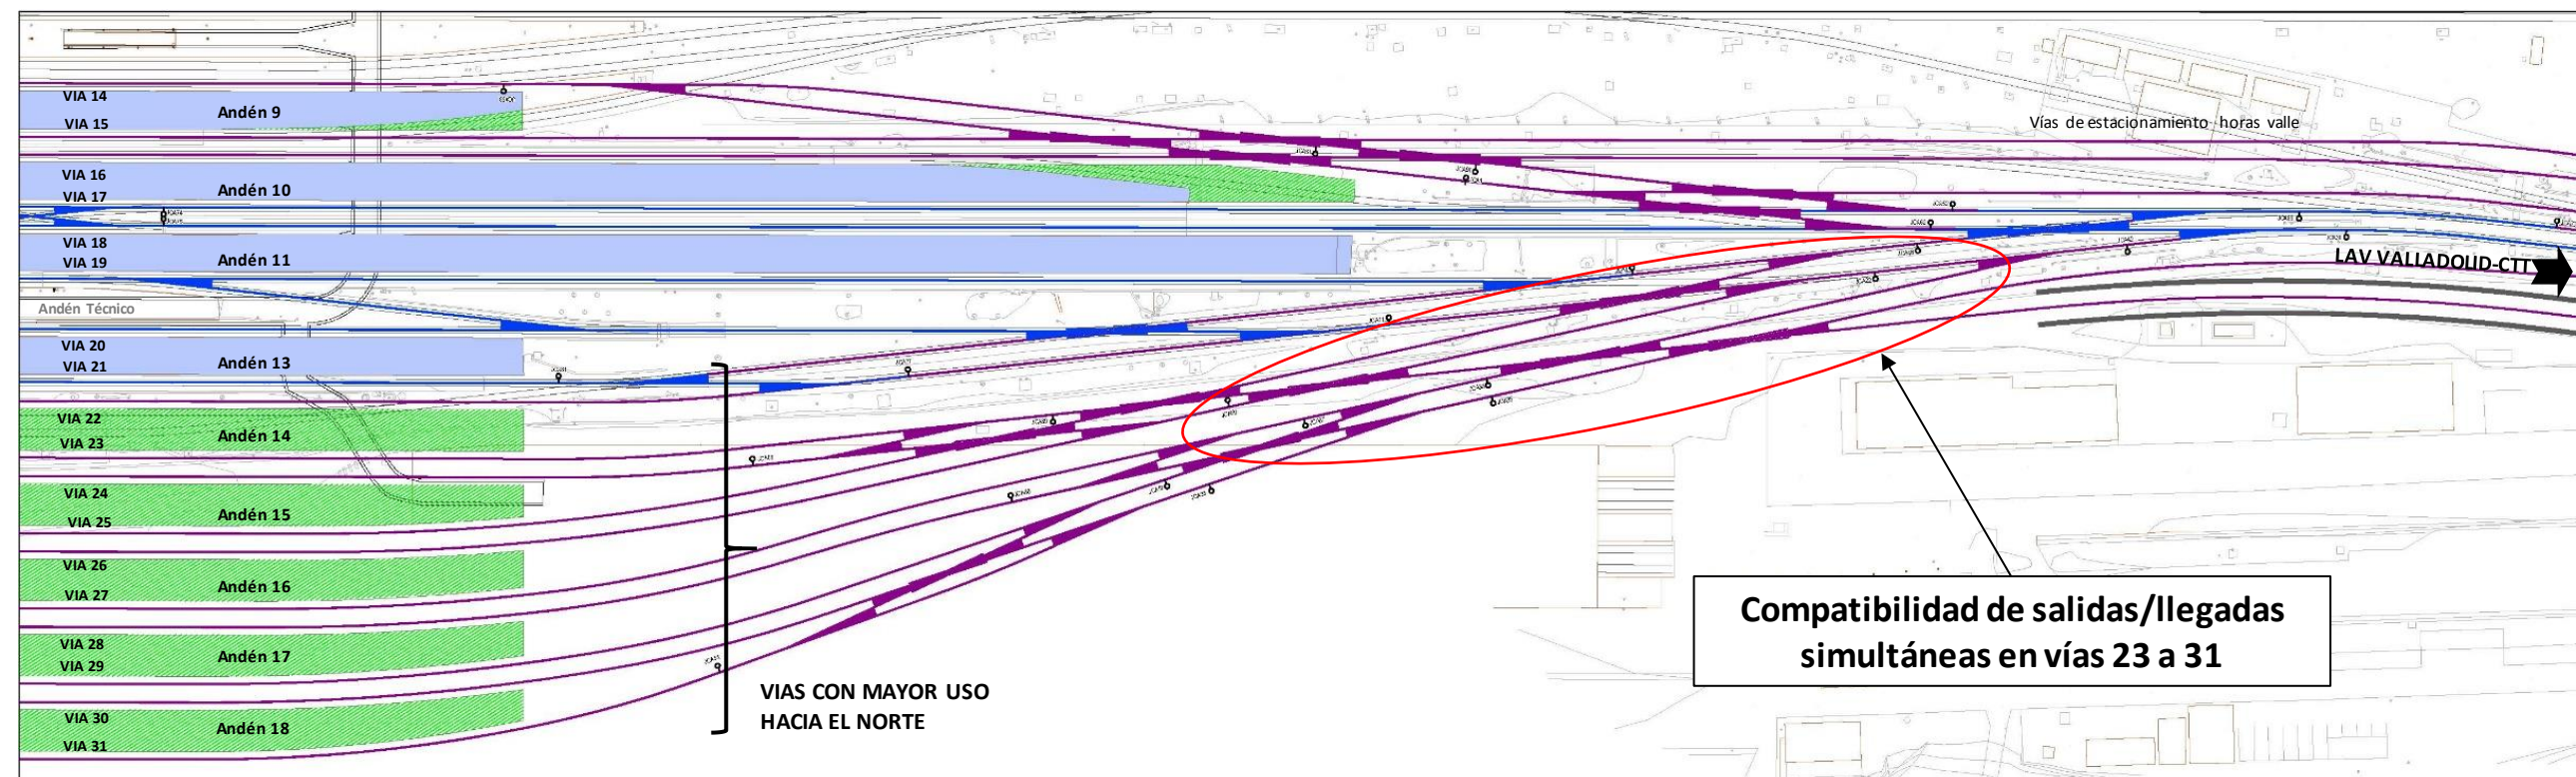 VIA 14
Andén 9
VIA 15
Vías de estacionamiento horas valle
VIA 16
Andén 10
VIA 17
VIA 18
Andén 11
VIA 19
LAV VALLADOLID-CTT
Andén Técnico
VIA 20
Andén 13
VIA 21
VIA 22
Andén 14
VIA 23
VIA 24
Andén 15
VIA 25
VIA 26
Andén 16
VIA 27
VIA 28
Andén 17
VIA 29
VIA 30
Andén 18
VIA 31
VIAS CON MAYOR USO
HACIA EL NORTE
Compatibilidad de salidas/llegadas
simultáneas en vías 23 a 31